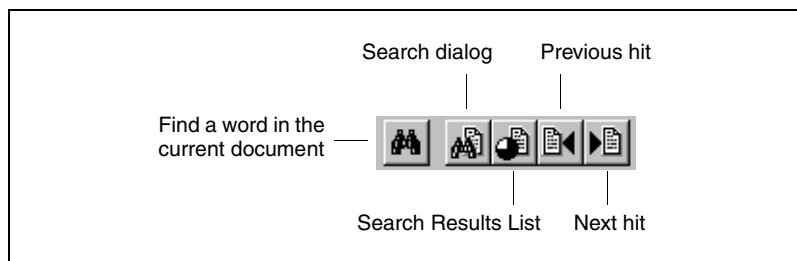 Search dialog
Previous hit
Find a word in the
current document
Search Results List
Next hit